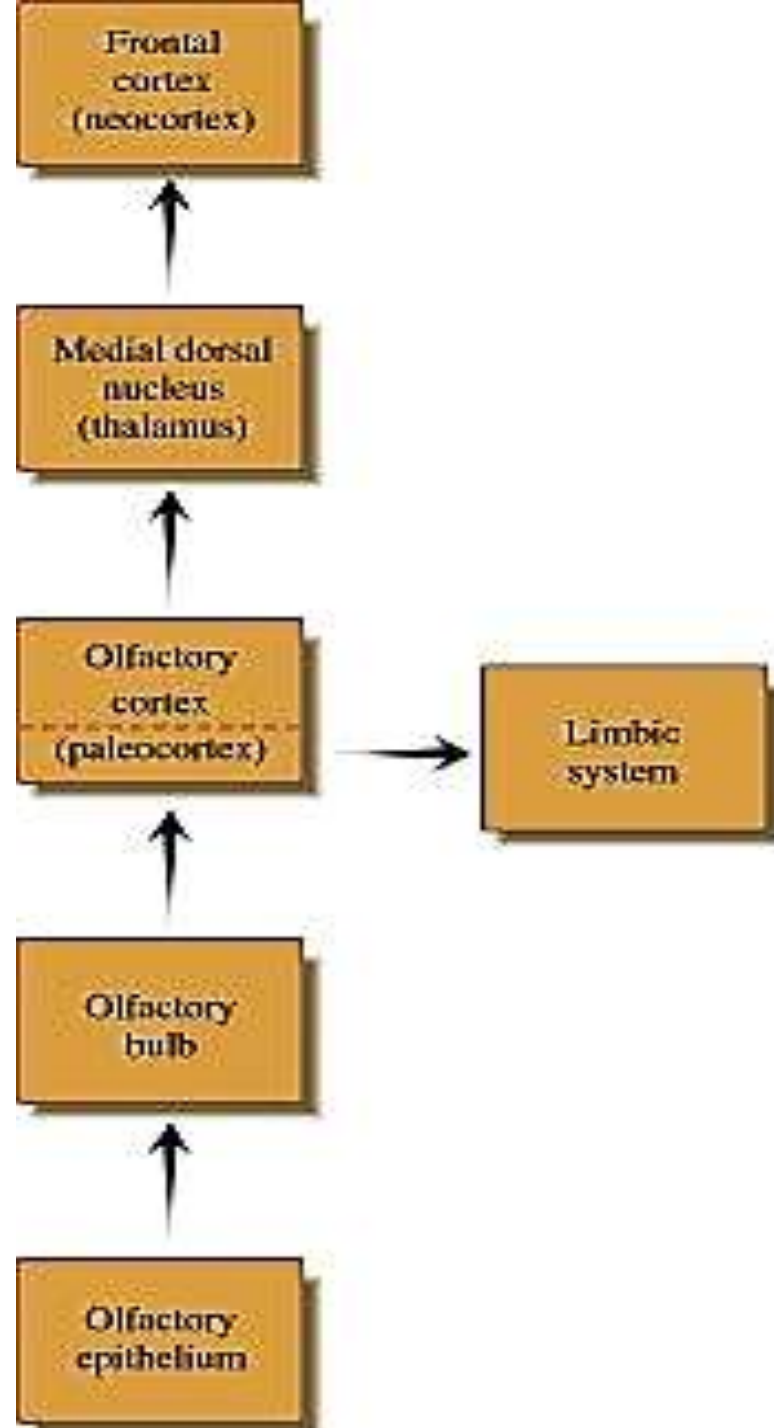 Frontal
cortex
(neocortex)
Medial dorsal
nucleus
(thalamus)
Olfactory
cortex
(paleocortex)
Limbic
system
Olfactory
bulb
Olfactory
epithelium